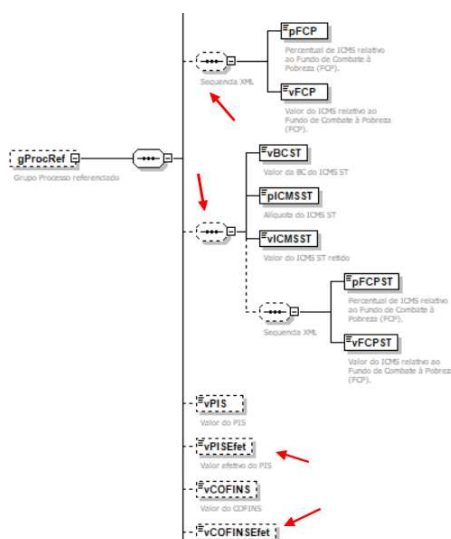 pFCP
Percentual de ICMS relativo
ao Fundo de Combate à
Pobreza (FCP).
Sequencia XML
vFCP
Valor do ICMS relativo ao
Fundo de Combate à Pobreza
(FCP).
gProcRef
Grupo Processo referenciado
vBCST
Valor da BC do ICMS ST
pICMSST
Alíquota do ICMS ST
vICMSST
Valor do ICMS ST retido
pFCPST
Percentual de ICMS relativo
ao Fundo de Combate à
Pobreza (FCP).
Sequencia XML
vFCPST
Valor do ICMS relativo ao
Fundo de Combate à Pobreza
(FCP).
vPIS
Valor do PIS
vPISEfet
Valor efetivo do PIS
vCOFINS
Valor do COFINS
vCOFINSEfet